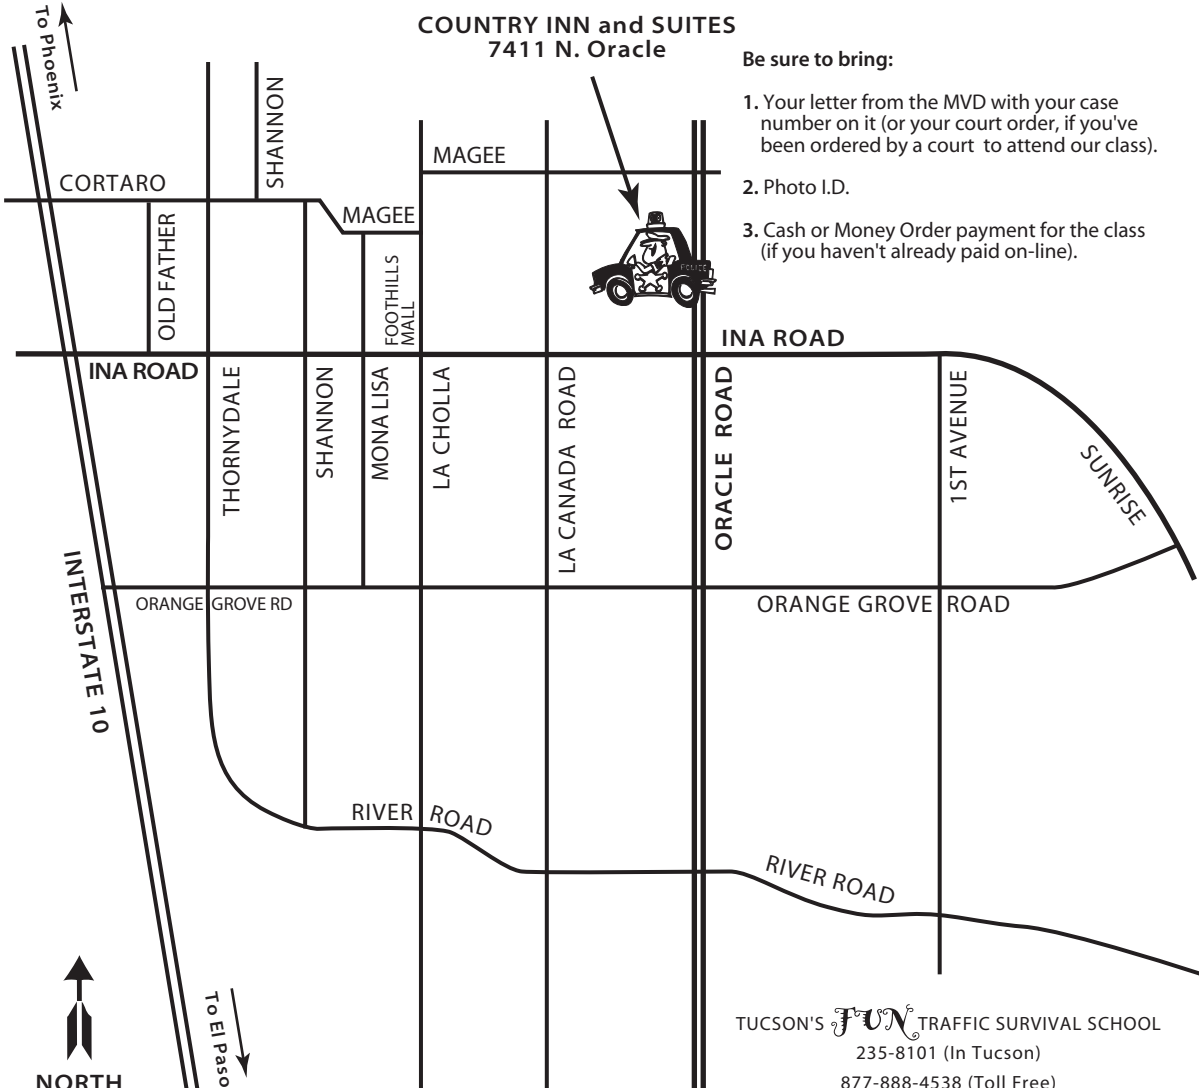 To Phoenix
COUNTRY INN and SUITES
7411 N. Oracle
Be sure to bring:
1. Your letter from the MVD with your case
number on it (or your court order, if you've
been ordered by a court to attend our class).
2. Photo I.D.
3. Cash or Money Order payment for the class
(if you haven't already paid on-line).
SHANNON
MAGEE
CORTARO
MAGEE
OLD FATHER
FOOTHILLS
MALL
POLICE
INA ROAD
INA ROAD
THORNYDALE
SHANNON
MONA LISA
LA CHOLLA
LA CANADA ROAD
ORACLE ROAD
1ST AVENUE
SUNRISE
INTERSTATE 10
ORANGE GROVE RD
ORANGE GROVE ROAD
RIVER ROAD
RIVER ROAD
NORTH
To El Paso
TUCSON'S FUN TRAFFIC SURVIVAL SCHOOL
235-8101 (In Tucson)
877-888-4538 (Toll Free)